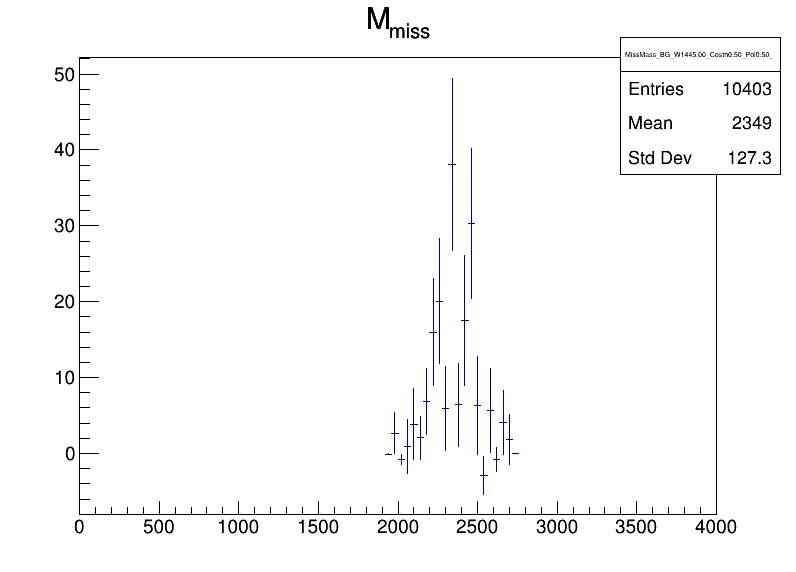 M_miss
MissMass_BG_W1445.00_Costh0.50_Pol0.50_
Entries 10403
Mean 2349
Std Dev 127.3
50
40
30
20
10
0
0 500 1000 1500 2000 2500 3000 3500 4000